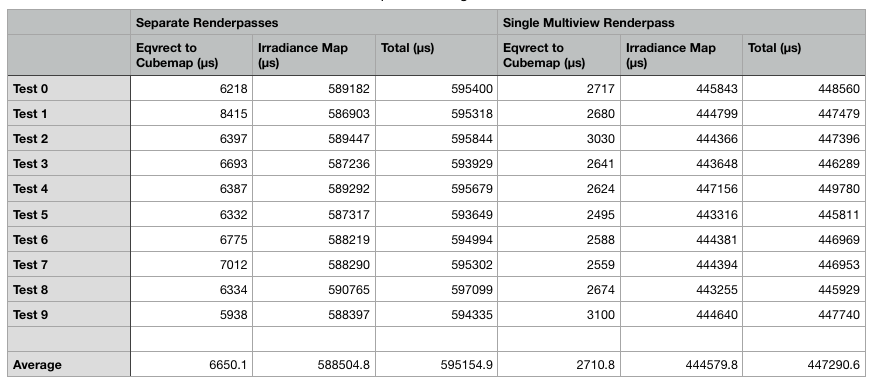 Separate Renderpasses Single Multiview Renderpass
Eqvrect to Irradiance Map Total (µs) Eqvrect to Irradiance Map Total (µs)
Cubemap (µs) (µs) Cubemap (µs) (µs)
Test 0 6218 589182 595400 2717 445843 448560
Test 1 8415 586903 595318 2680 444799 447479
Test 2 6397 589447 595844 3030 444366 447396
Test 3 6693 587236 593929 2641 443648 446289
Test 4 6387 589292 595679 2624 447156 449780
Test 5 6332 587317 593649 2495 443316 445811
Test 6 6775 588219 594994 2588 444381 446969
Test 7 7012 588290 595302 2559 444394 446953
Test 8 6334 590765 597099 2674 443255 445929
Test 9 5938 588397 594335 3100 444640 447740
Average 6650.1 588504.8 595154.9 2710.8 444579.8 447290.6